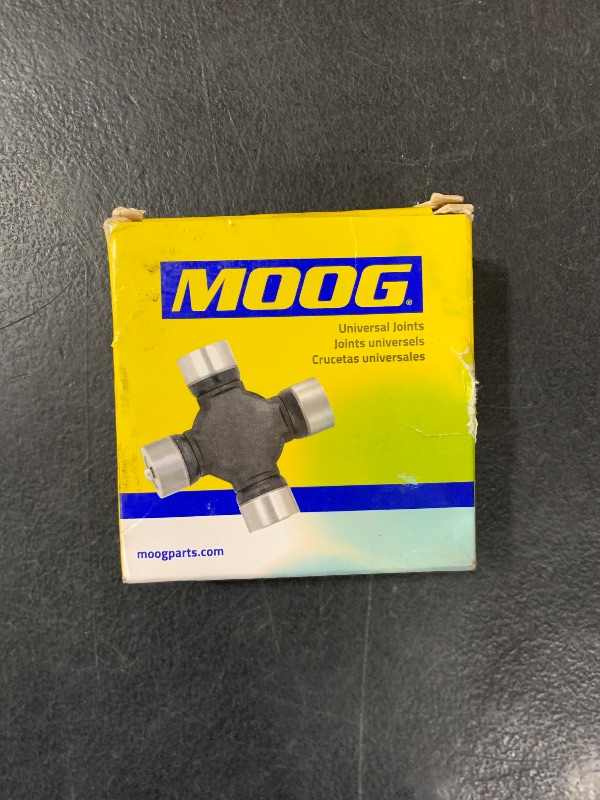 MOOG®
Universal Joints
Joints universels
Crucetas universales
moogparts.com